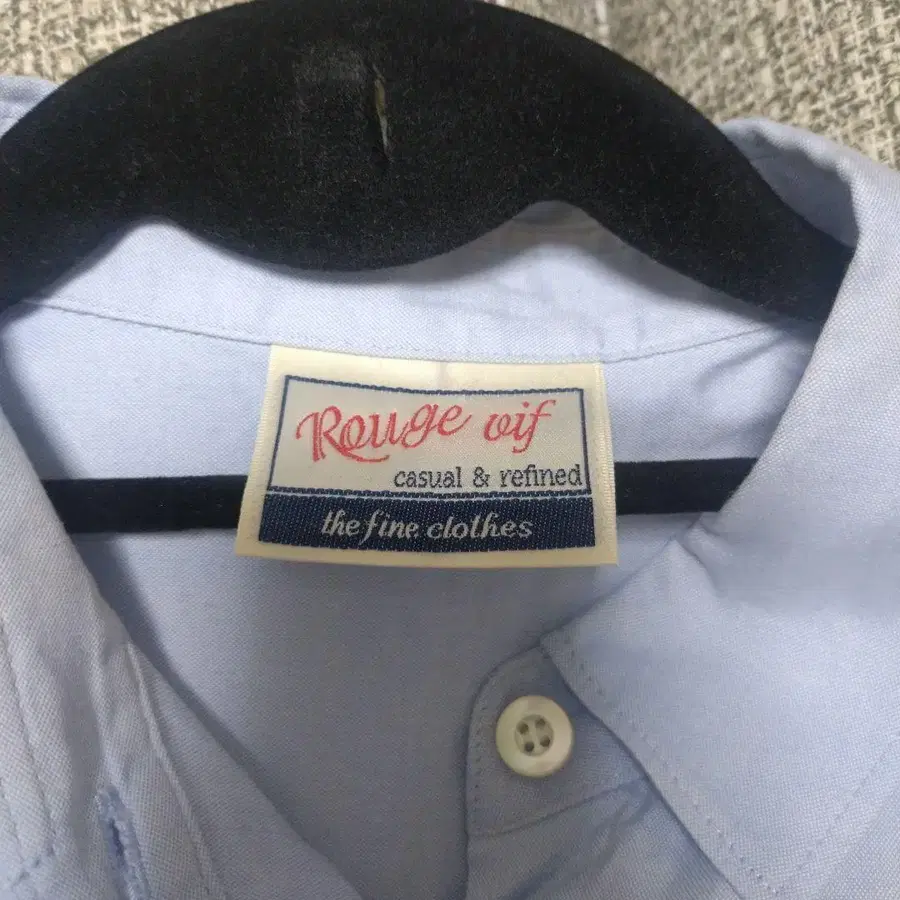 Rouge vif
casual & refined
the fine clothes